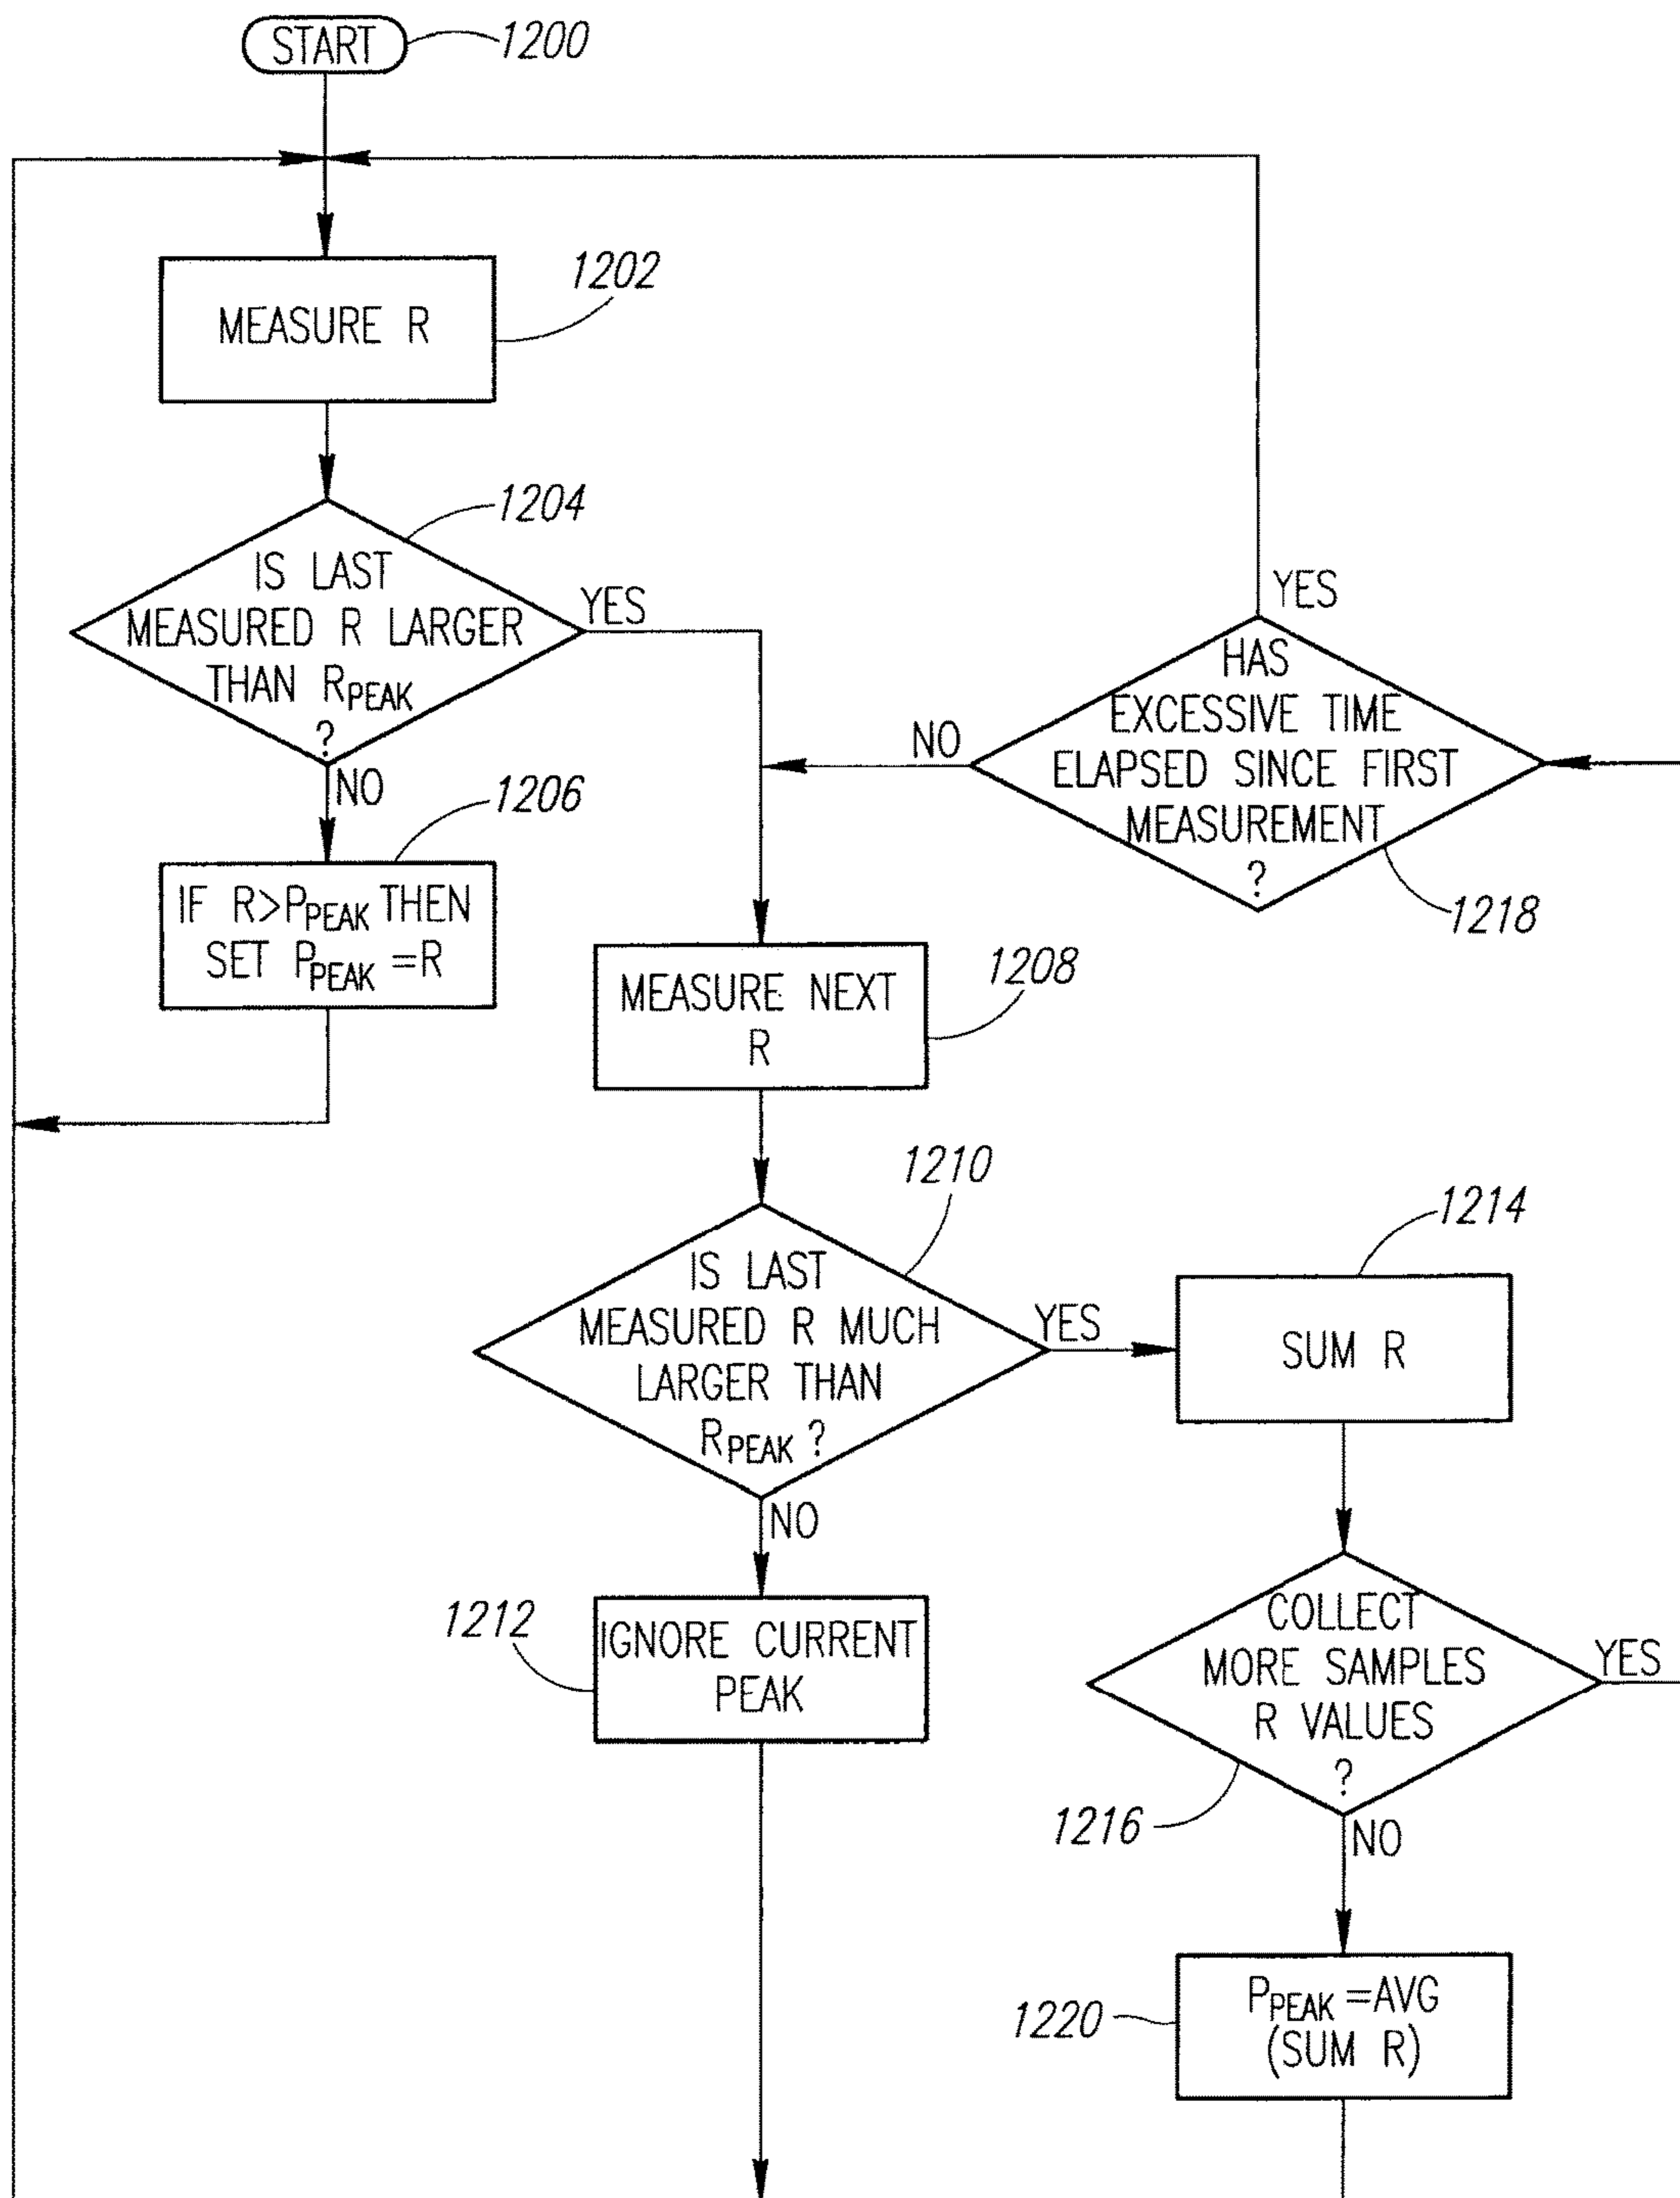 START
1200
MEASURE R
1202
1204
IS LAST
MEASURED R LARGER
THAN RPEAK
?
YES
NO
1206
IF R>PPEAK THEN
SET PPEAK =R
YES
HAS
EXCESSIVE TIME
ELAPSED SINCE FIRST
MEASUREMENT
?
NO
1218
MEASURE NEXT
R
1208
1210
IS LAST
MEASURED R MUCH
LARGER THAN
RPEAK ?
YES
NO
1214
SUM R
1212
IGNORE CURRENT
PEAK
COLLECT
MORE SAMPLES
R VALUES
?
YES
1216
NO
1220
PPEAK =AVG
(SUM R)